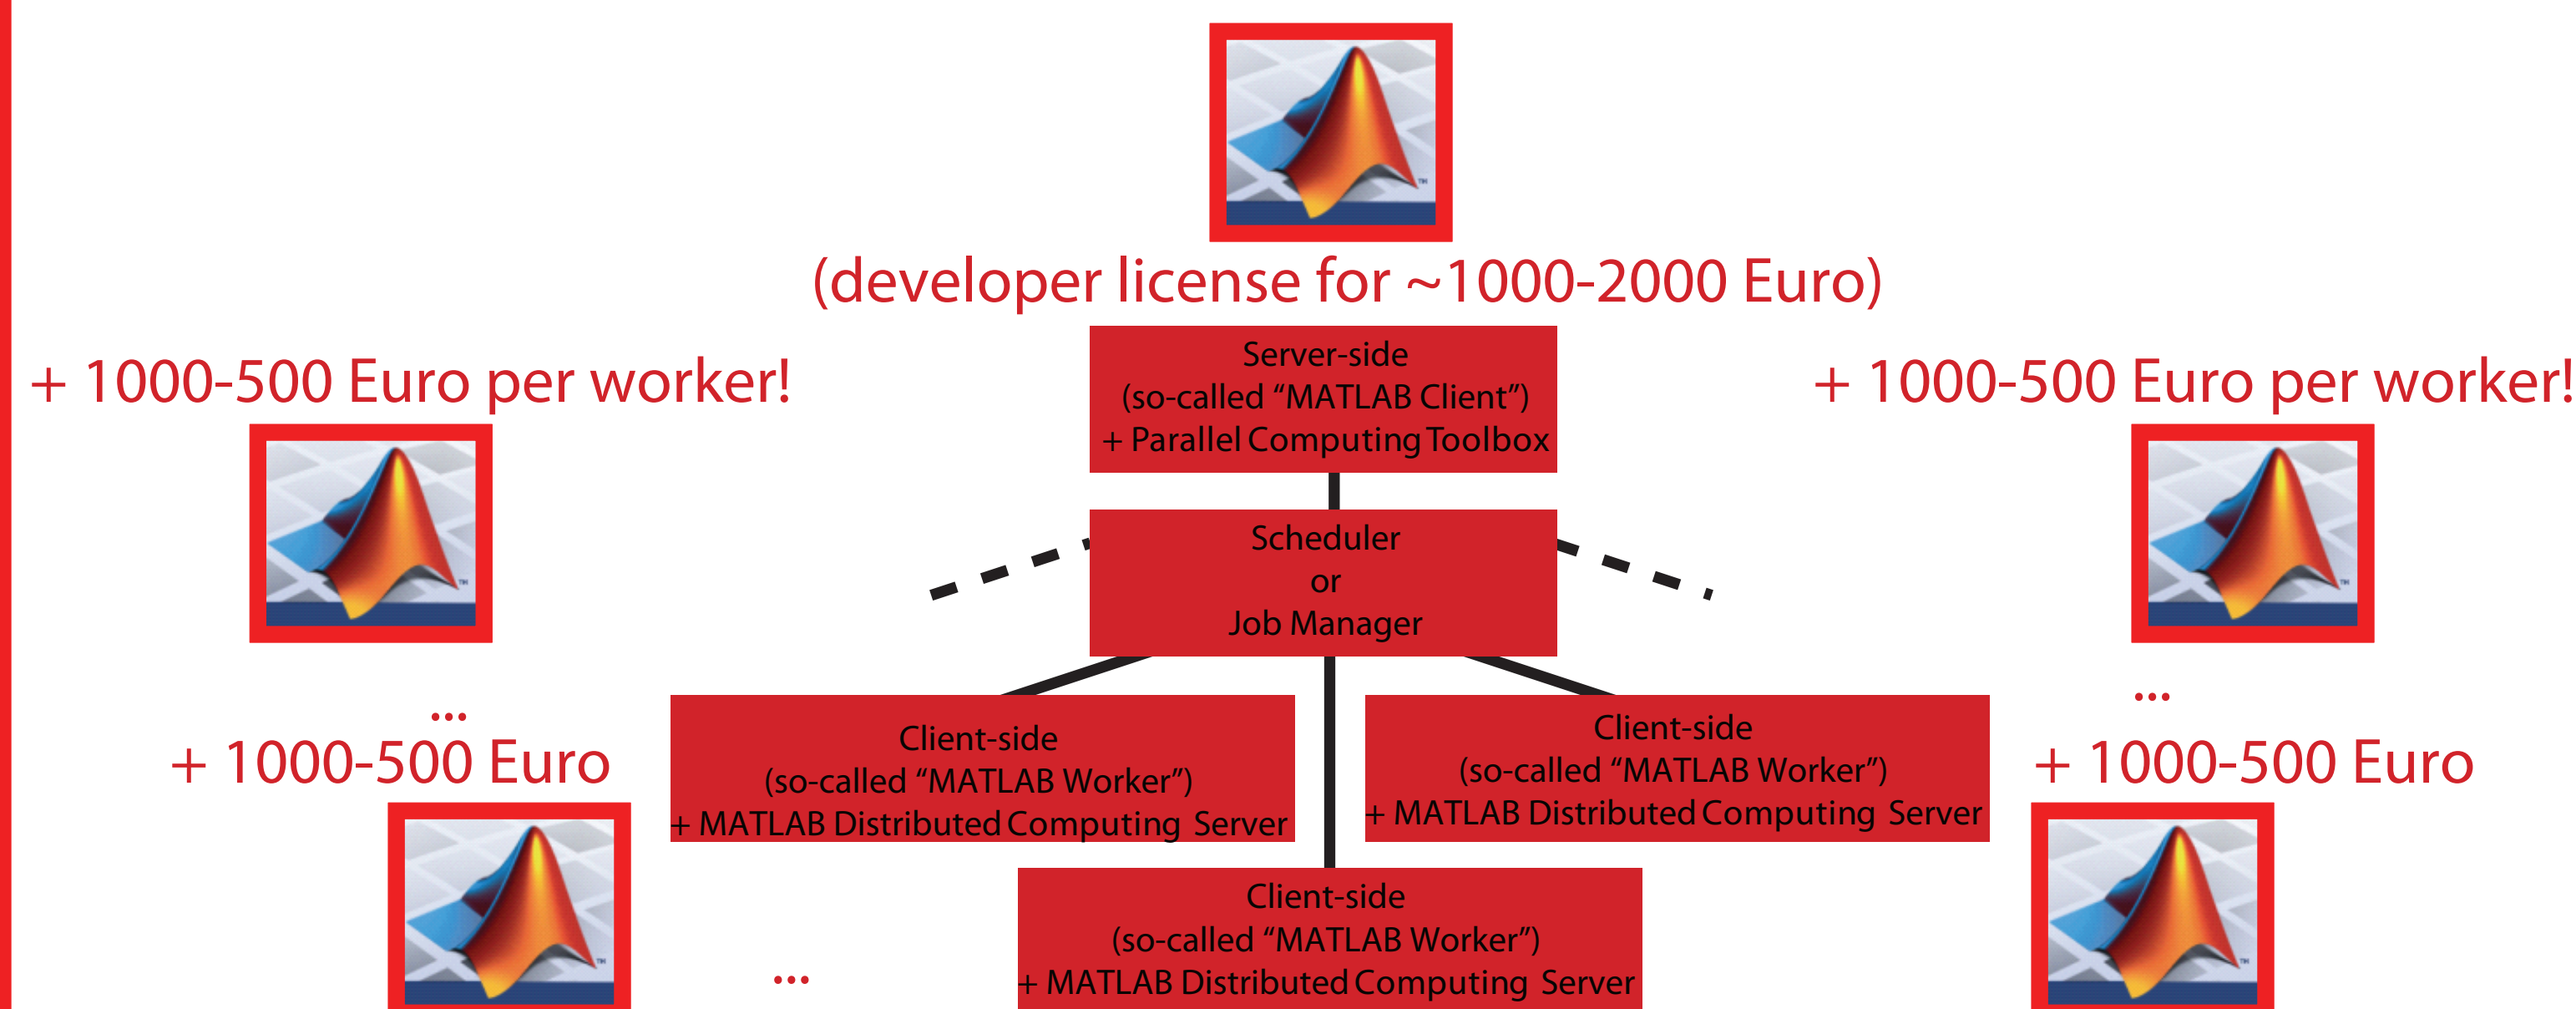 (developer license for ~1000-2000 Euro)
+ 1000-500 Euro per worker!
Server-side
(so-called “MATLAB Client”)
+ Parallel Computing Toolbox
+ 1000-500 Euro per worker!
Scheduler
or
Job Manager
...
+ 1000-500 Euro
Client-side
(so-called “MATLAB Worker”)
+ MATLAB Distributed Computing Server
Client-side
(so-called “MATLAB Worker”)
+ MATLAB Distributed Computing Server
...
+ 1000-500 Euro
...
Client-side
(so-called “MATLAB Worker”)
+ MATLAB Distributed Computing Server